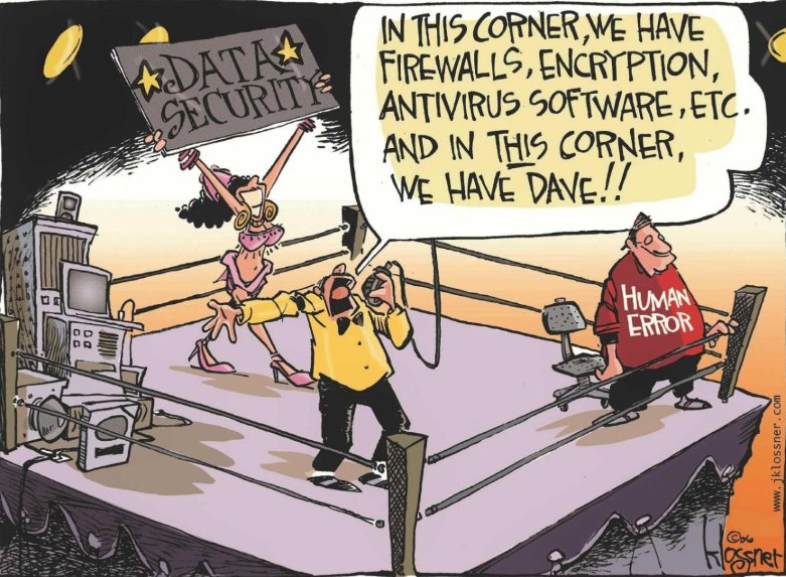 DATA
SECURITY
IN THIS CORNER, WE HAVE
FIREWALLS, ENCRYPTION,
ANTIVIRUS SOFTWARE, ETC.
AND IN THIS CORNER,
WE HAVE DAVE!!
HUMAN
ERROR
www.jklossner.com
©06
Klossner